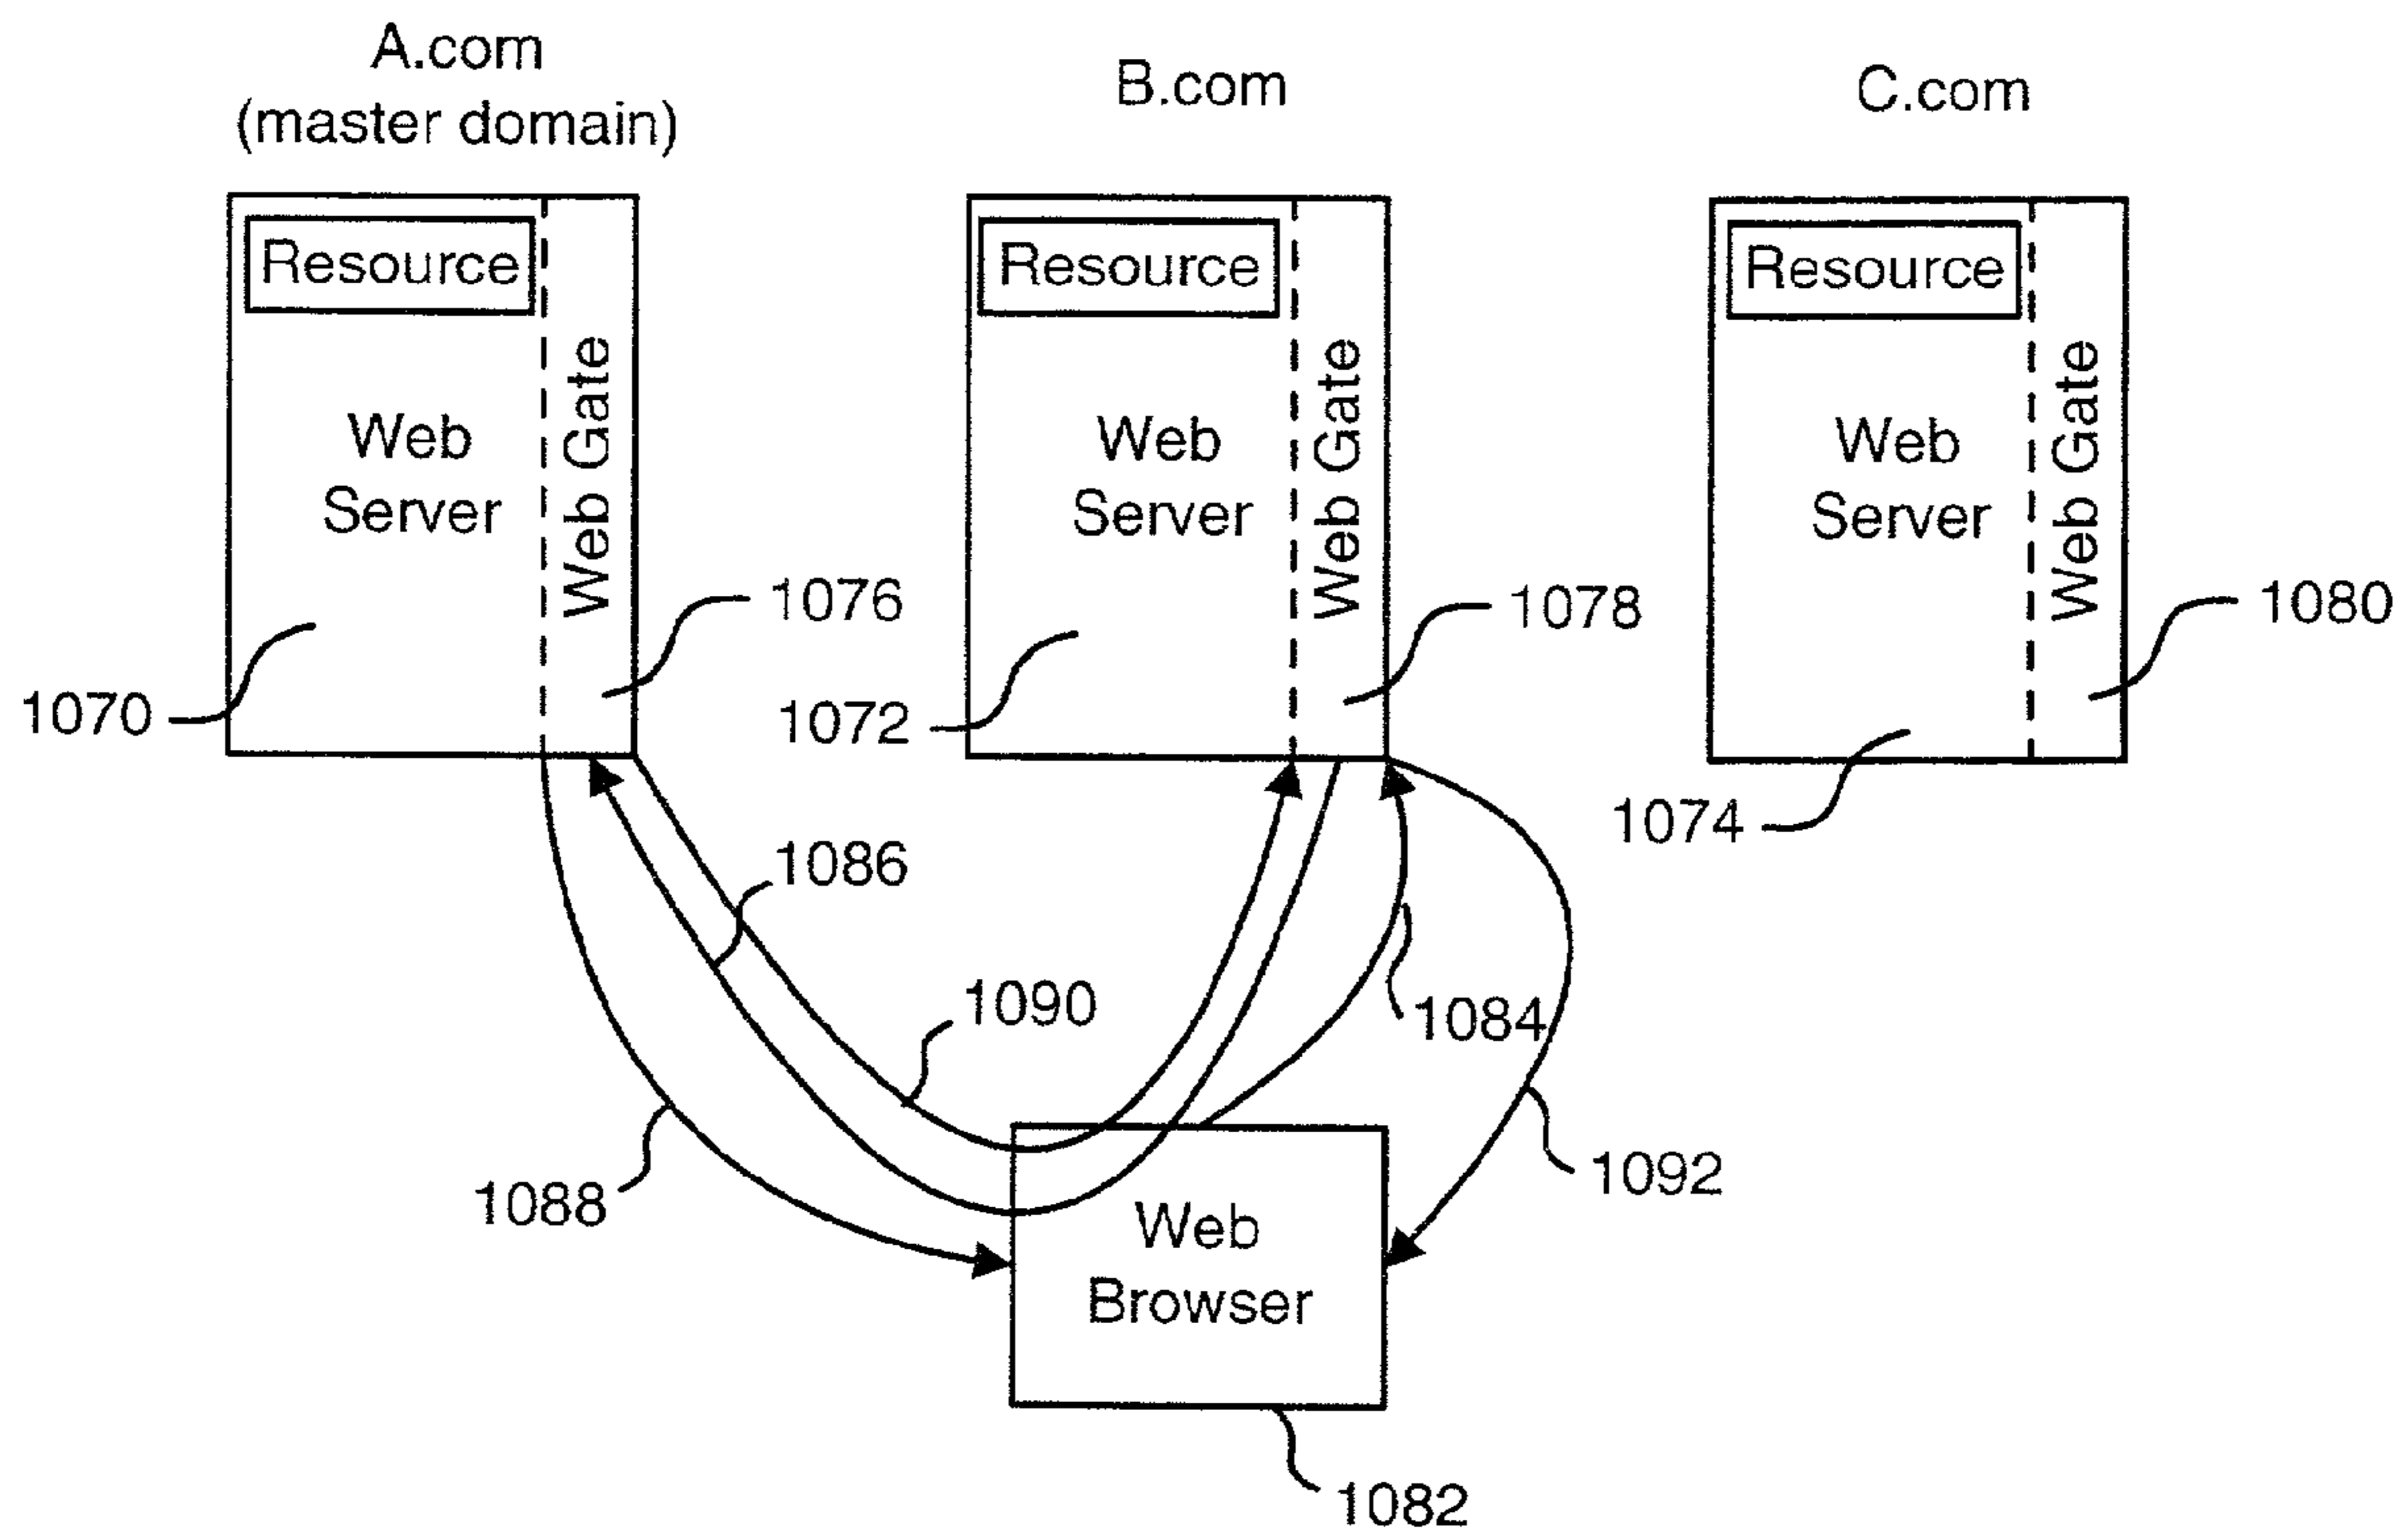 A.com
(master domain)
B.com
C.com
Resource
Web
Server
Web Gate
1070
1076
Resource
Web
Server
Web Gate
1072
1078
Resource
Web
Server
Web Gate
1074
1080
1086
1090
1084
1088
1092
Web
Browser
1082